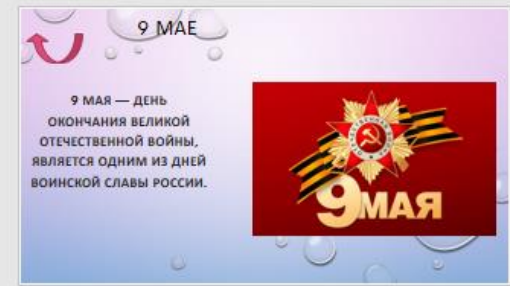 9 МАЕ
9 МАЯ — ДЕНЬ
ОКОНЧАНИЯ ВЕЛИКОЙ
ОТЕЧЕСТВЕННОЙ ВОЙНЫ,
ЯВЛЯЕТСЯ ОДНИМ ИЗ ДНЕЙ
ВОИНСКОЙ СЛАВЫ РОССИИ.
9МАЯ